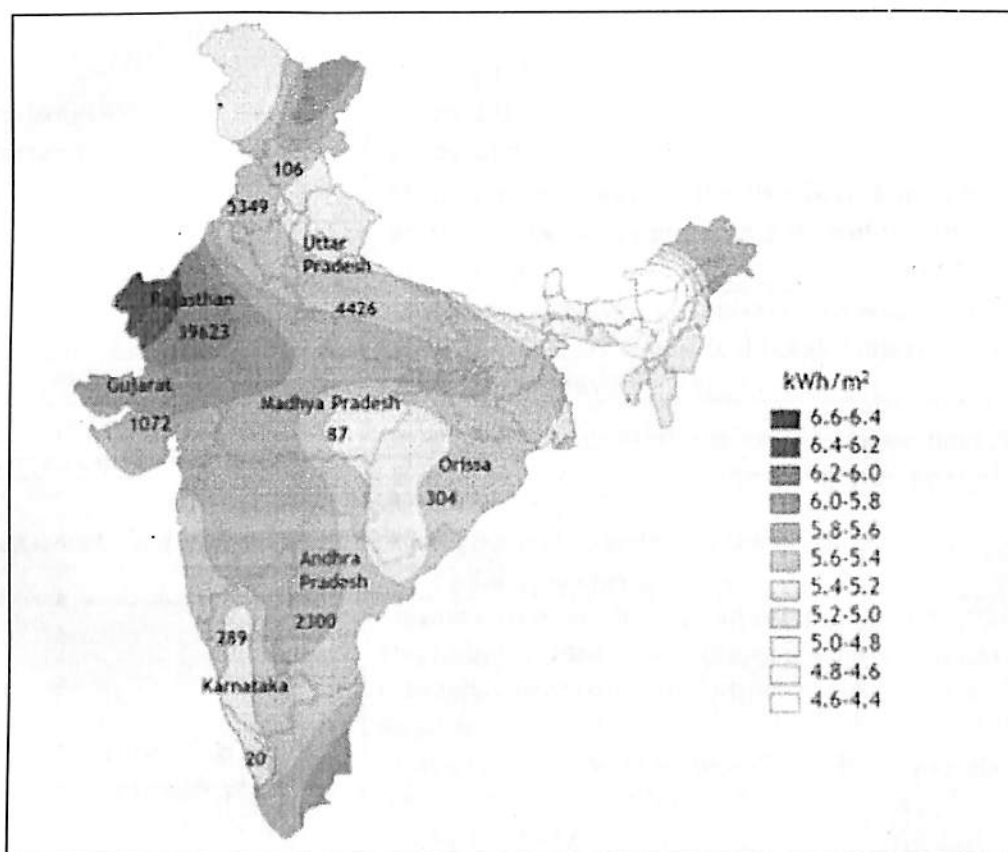 106
5349
Uttar
Pradesh
4426
Rajasthan
39623
Gujarat
1072
Madhya Pradesh
87
Orissa
304
Andhra
Pradesh
2300
289
Karnataka
20
kWh/m²
6.6-6.4
6.4-6.2
6.2-6.0
6.0-5.8
5.8-5.6
5.6-5.4
5.4-5.2
5.2-5.0
5.0-4.8
4.8-4.6
4.6-4.4